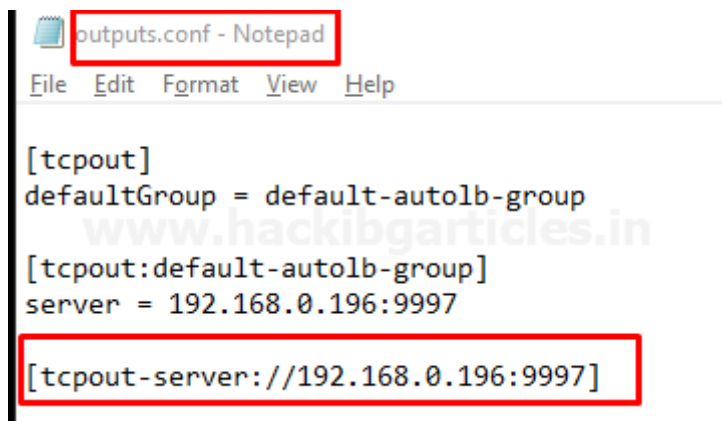 outputs.conf - Notepad
File Edit Format View Help
[tcpout]
defaultGroup = default-autolb-group
www.hackibgarticles.in
[tcpout:default-autolb-group]
server = 192.168.0.196:9997
[tcpout-server://192.168.0.196:9997]